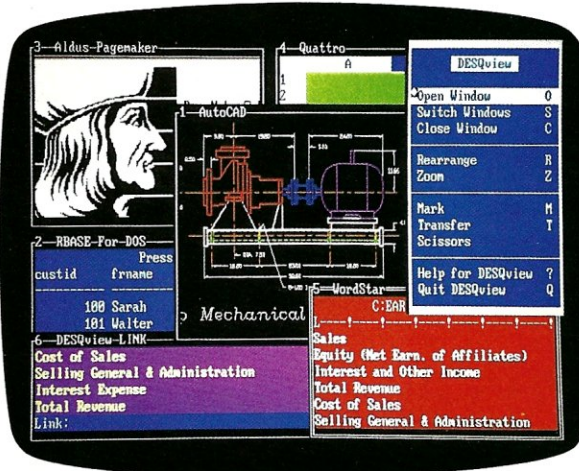 3—Aldus-Pagemaker
4—Quattro
A
1
2
DESQview
Open Window O
Switch Windows S
Close Window C
Rearrange R
Zoom Z
Mark M
Transfer T
Scissors
Help for DESQview ?
Quit DESQview Q
1—AutoCAD
Mechanical
2—RBASE-For-DOS
Press
custid frname
100 Sarah
101 Walter
5—WordStar
C:EAR
L
Sales
Equity (Net Earn. of Affiliates)
Interest and Other Income
Total Revenue
Cost of Sales
Selling General & Administration
6—DESQview-LINK
Cost of Sales
Selling General & Administration
Interest Expense
Total Revenue
Link: